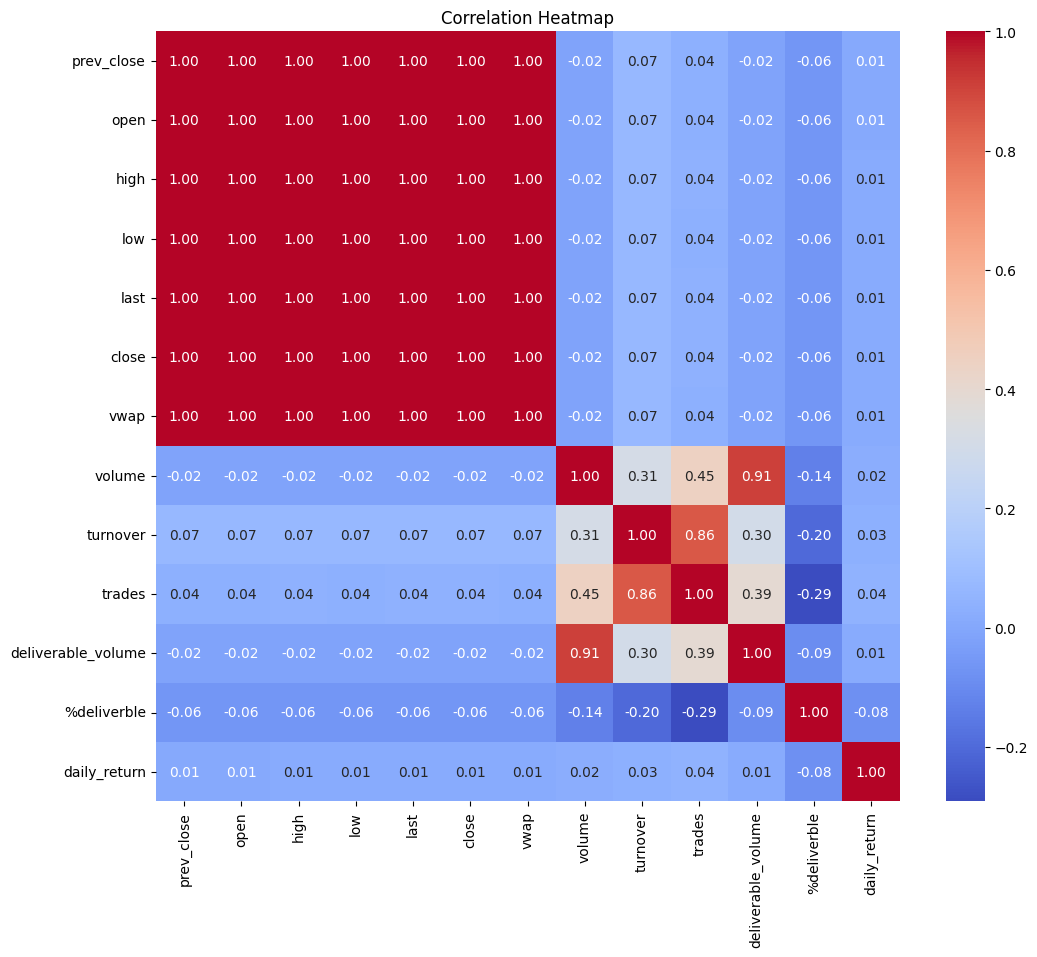 Correlation Heatmap
prev_close 1.00 1.00 1.00 1.00 1.00 1.00 1.00 -0.02 0.07 0.04 -0.02 -0.06 0.01
open 1.00 1.00 1.00 1.00 1.00 1.00 1.00 -0.02 0.07 0.04 -0.02 -0.06 0.01
high 1.00 1.00 1.00 1.00 1.00 1.00 1.00 -0.02 0.07 0.04 -0.02 -0.06 0.01
low 1.00 1.00 1.00 1.00 1.00 1.00 1.00 -0.02 0.07 0.04 -0.02 -0.06 0.01
last 1.00 1.00 1.00 1.00 1.00 1.00 1.00 -0.02 0.07 0.04 -0.02 -0.06 0.01
close 1.00 1.00 1.00 1.00 1.00 1.00 1.00 -0.02 0.07 0.04 -0.02 -0.06 0.01
vwap 1.00 1.00 1.00 1.00 1.00 1.00 1.00 -0.02 0.07 0.04 -0.02 -0.06 0.01
volume -0.02 -0.02 -0.02 -0.02 -0.02 -0.02 -0.02 1.00 0.31 0.45 0.91 -0.14 0.02
turnover 0.07 0.07 0.07 0.07 0.07 0.07 0.07 0.31 1.00 0.86 0.30 -0.20 0.03
trades 0.04 0.04 0.04 0.04 0.04 0.04 0.04 0.45 0.86 1.00 0.39 -0.29 0.04
deliverable_volume -0.02 -0.02 -0.02 -0.02 -0.02 -0.02 -0.02 0.91 0.30 0.39 1.00 -0.09 0.01
%deliverble -0.06 -0.06 -0.06 -0.06 -0.06 -0.06 -0.06 -0.14 -0.20 -0.29 -0.09 1.00 -0.08
daily_return 0.01 0.01 0.01 0.01 0.01 0.01 0.01 0.02 0.03 0.04 0.01 -0.08 1.00
prev_close open high low last close vwap volume turnover trades deliverable_volume %deliverble daily_return
1.0
0.8
0.6
0.4
0.2
0.0
−0.2